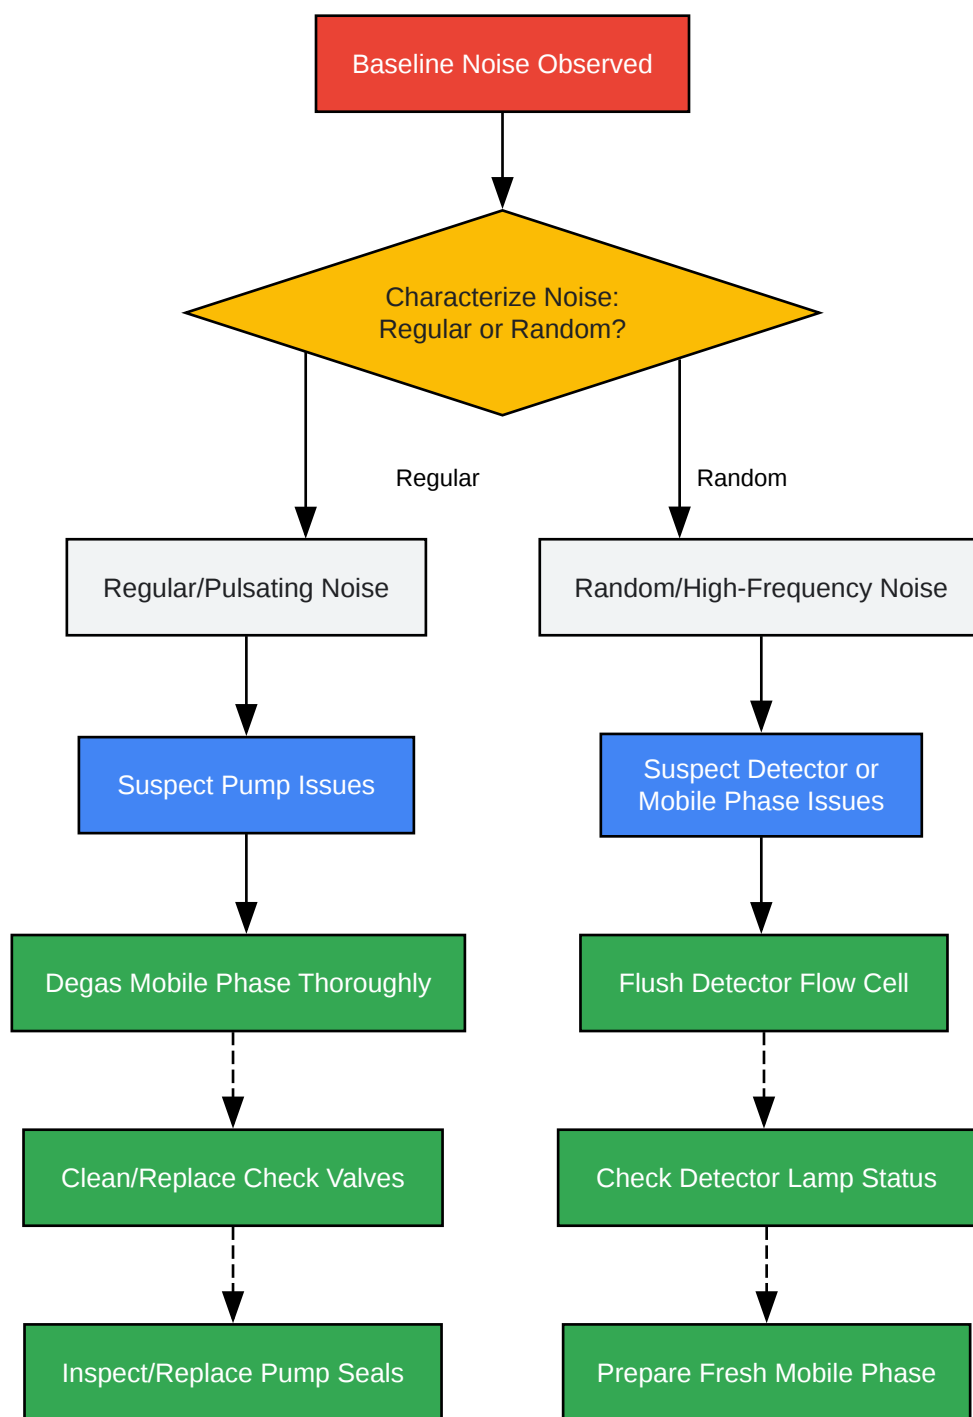 Baseline Noise Observed
Characterize Noise:
Regular or Random?
Regular
Random
Regular/Pulsating Noise
Random/High-Frequency Noise
Suspect Pump Issues
Suspect Detector or
Mobile Phase Issues
Degas Mobile Phase Thoroughly
Flush Detector Flow Cell
Clean/Replace Check Valves
Check Detector Lamp Status
Inspect/Replace Pump Seals
Prepare Fresh Mobile Phase